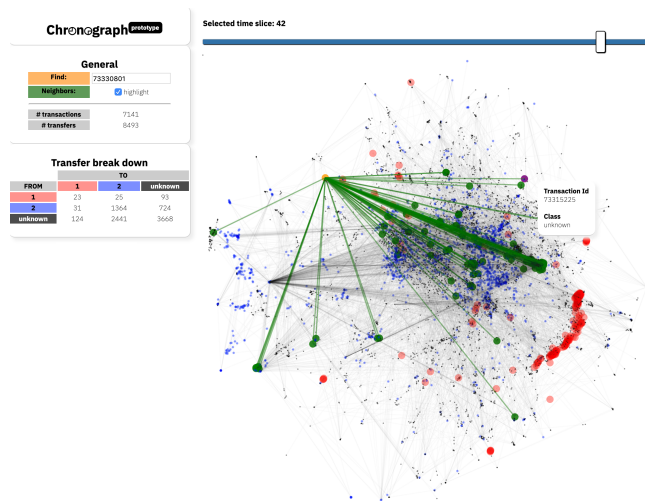 Chronograph prototype
General
Find: 73330801
Neighbors: highlight
# transactions 7141
# transfers 8493
Transfer break down
TO
FROM 1 2 unknown
1 23 25 93
2 31 1364 724
unknown 124 2441 3668
Selected time slice: 42
Transaction Id
73315225
Class
unknown